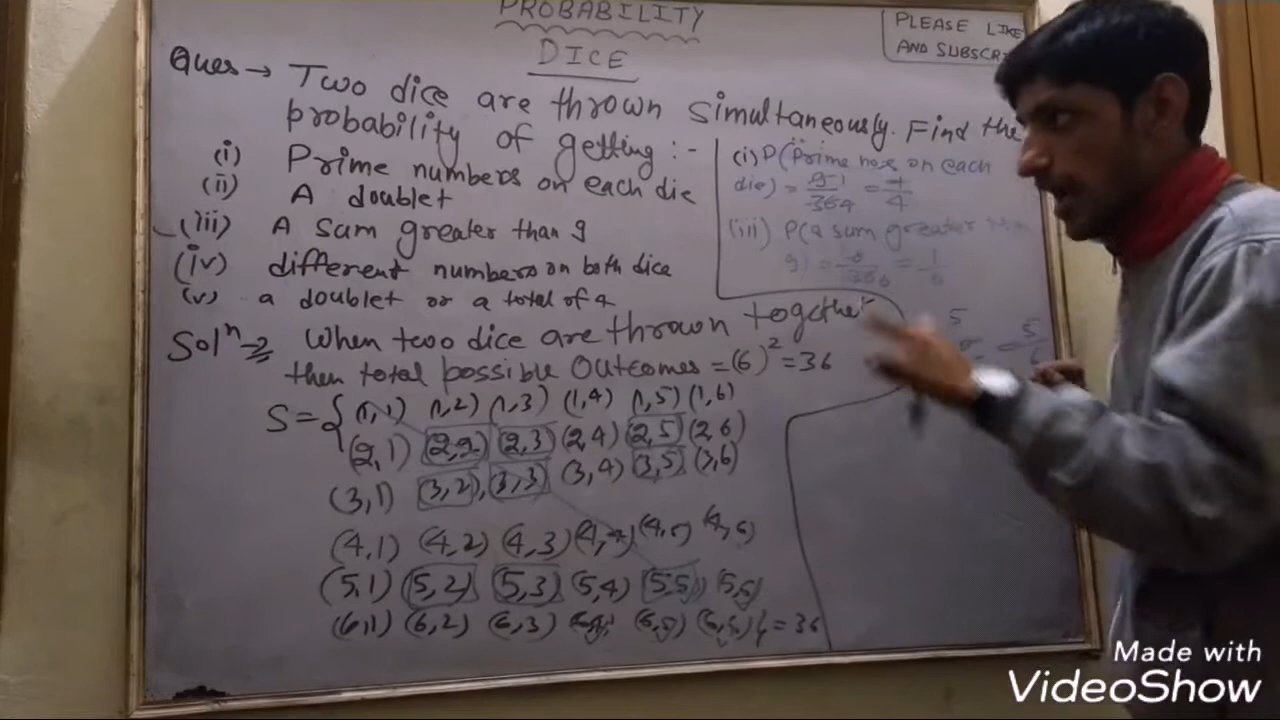 PROBABILITY
DICE
PLEASE LIKE
AND SUBSCRI
Ques → Two dice are thrown simultaneously. Find the
probability of getting :-
(i) Prime numbers on each die
(ii) A doublet
(iii) A sum greater than 9
(iv) different numbers on both dice
(v) a doublet or a total of 4
(i) P(Prime nos on each
die) = 9 1 / 36 4 = 1/4
(iii) P(a sum greater
9) = 6 / 36 6 = 1/6
5
= 5/6
Solⁿ ⇒ When two dice are thrown together
then total possible outcomes = (6)² = 36
S = { (1,1) (1,2) (1,3) (1,4) (1,5) (1,6)
(2,1) (2,2) (2,3) (2,4) (2,5) (2,6)
(3,1) (3,2), (3,3) (3,4) (3,5) (3,6)
(4,1) (4,2) (4,3) (4,4) (4,5) (4,6)
(5,1) (5,2) (5,3) (5,4) (5,5) (5,6)
(6,1) (6,2) (6,3) (6,4) (6,5) (6,6) } = 36
Made with
VideoShow